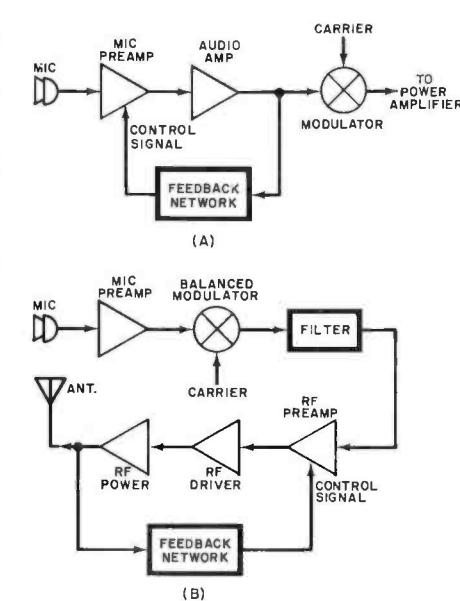 CARRIER
MIC
PREAMP
AUDIO
AMP
MIC
TO
POWER
AMPLIFIER
MODULATOR
CONTROL
SIGNAL
FEEDBACK
NETWORK
(A)
MIC
PREAMP
BALANCED
MODULATOR
MIC
FILTER
CARRIER
ANT.
RF
PREAMP
RF
POWER
RF
DRIVER
CONTROL
SIGNAL
FEEDBACK
NETWORK
(B)